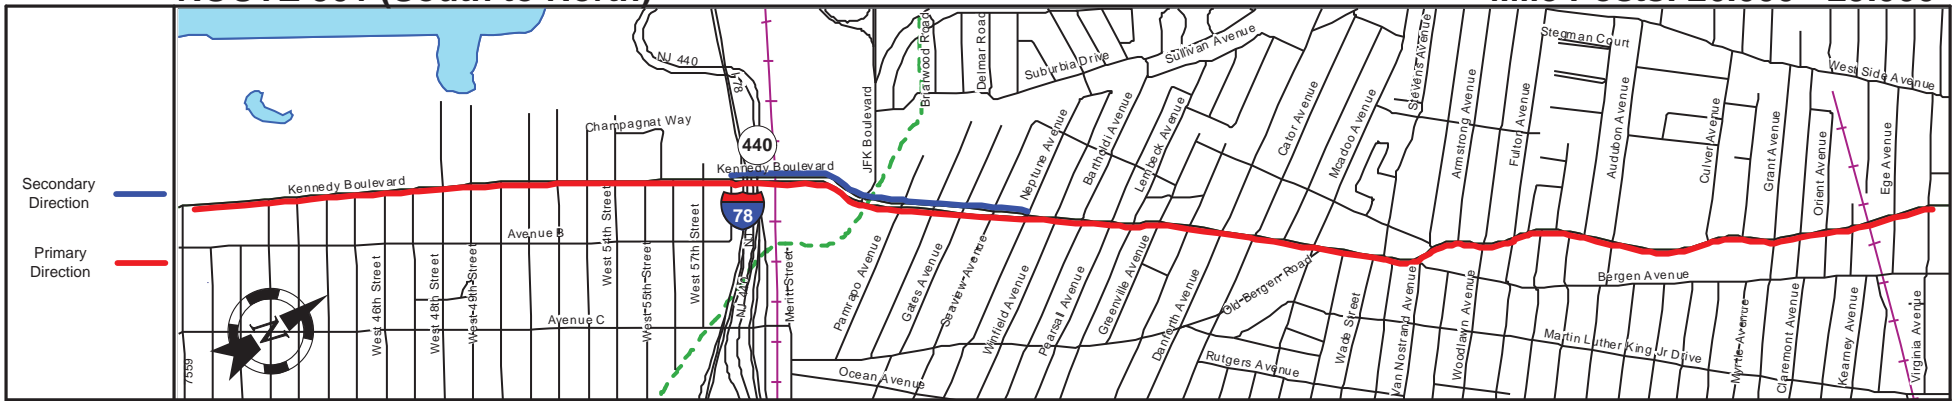 Secondary
Direction
Primary
Direction
NJ 440
I-78
440
Champagnat Way
Kennedy Boulevard
Kennedy Boulevard
78
Avenue B
Avenue C
West 46th Street
West 48th Street
West 49th Street
West 54th Street
West 55th Street
West 57th Street
NJ 440
Merritt Street
7559
JFK Boulevard
Briarwood Road
Delmar Road
Suburbia Drive
Sullivan Avenue
Neptune Avenue
Bartholdi Avenue
Lembeck Avenue
Cator Avenue
Mcadoo Avenue
Stevens Avenue
Armstrong Avenue
Fulton Avenue
Stegman Court
Audubon Avenue
Culver Avenue
Grant Avenue
Orient Avenue
Ege Avenue
West Side Avenue
Pamrapo Avenue
Gates Avenue
Seaview Avenue
Winfield Avenue
Pearsall Avenue
Greenville Avenue
Danforth Avenue
Old Bergen Road
Ocean Avenue
Rutgers Avenue
Wade Street
Van Nostrand Avenue
Woodlawn Avenue
Bergen Avenue
Martin Luther King Jr Drive
Myrtle Avenue
Claremont Avenue
Kearney Avenue
Virginia Avenue